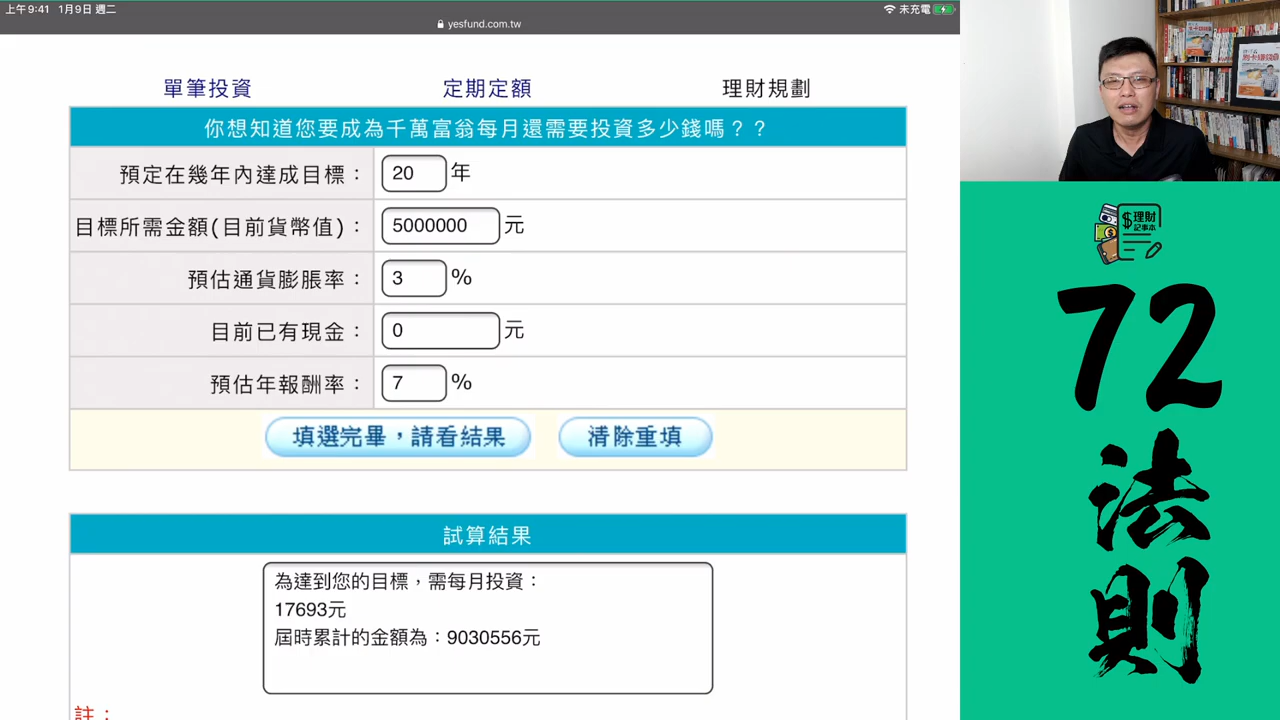 上午9:41 1月9日 週二
未充電
yesfund.com.tw
單筆投資 定期定額 理財規劃
你想知道您要成為千萬富翁每月還需要投資多少錢嗎？？
預定在幾年內達成目標： 20 年
目標所需金額(目前貨幣值)： 5000000 元
預估通貨膨脹率： 3 %
目前已有現金： 0 元
預估年報酬率： 7 %
填選完畢，請看結果 清除重填
試算結果
為達到您的目標，需每月投資：
17693元
屆時累計的金額為：9030556元
註：
$理財
記事本
72
法
則